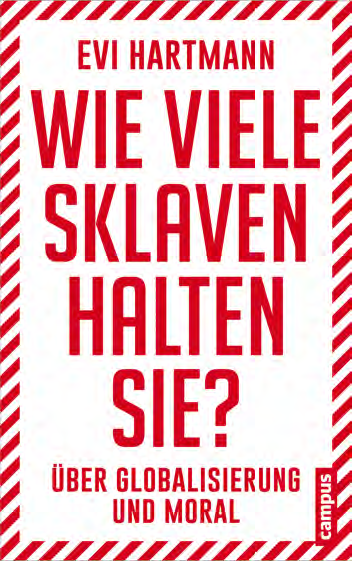 EVI HARTMANN
WIE VIELE
SKLAVEN
HALTEN
SIE?
ÜBER GLOBALISIERUNG
UND MORAL
campus